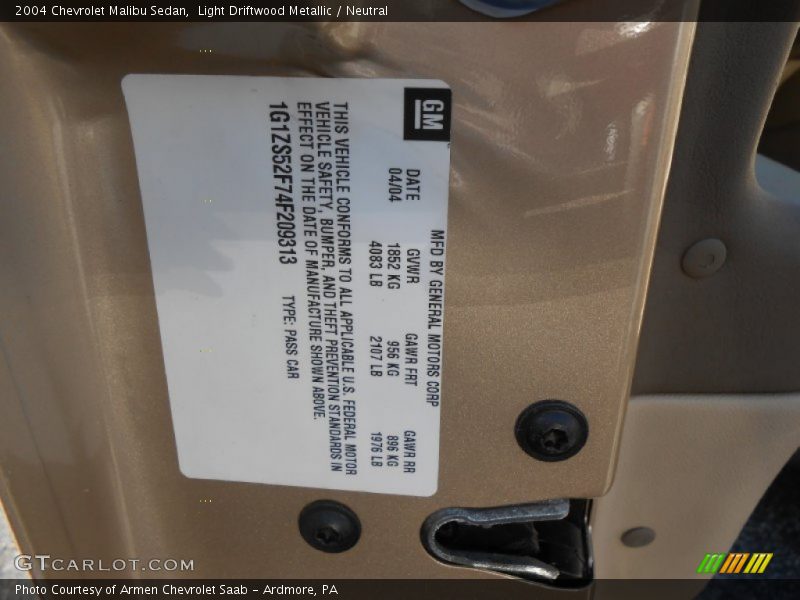 2004 Chevrolet Malibu Sedan,  Light Driftwood Metallic / Neutral
GM
MFD BY GENERAL MOTORS CORP
DATE GVWR GAWR FRT GAWR RR
04/04 1852 KG 956 KG 896 KG
4083 LB 2107 LB 1976 LB
THIS VEHICLE CONFORMS TO ALL APPLICABLE U.S. FEDERAL MOTOR
VEHICLE SAFETY, BUMPER, AND THEFT PREVENTION STANDARDS IN
EFFECT ON THE DATE OF MANUFACTURE SHOWN ABOVE.
1G1ZS52F74F209313 TYPE: PASS CAR
GTCARLOT.COM
Photo Courtesy of Armen Chevrolet Saab - Ardmore, PA